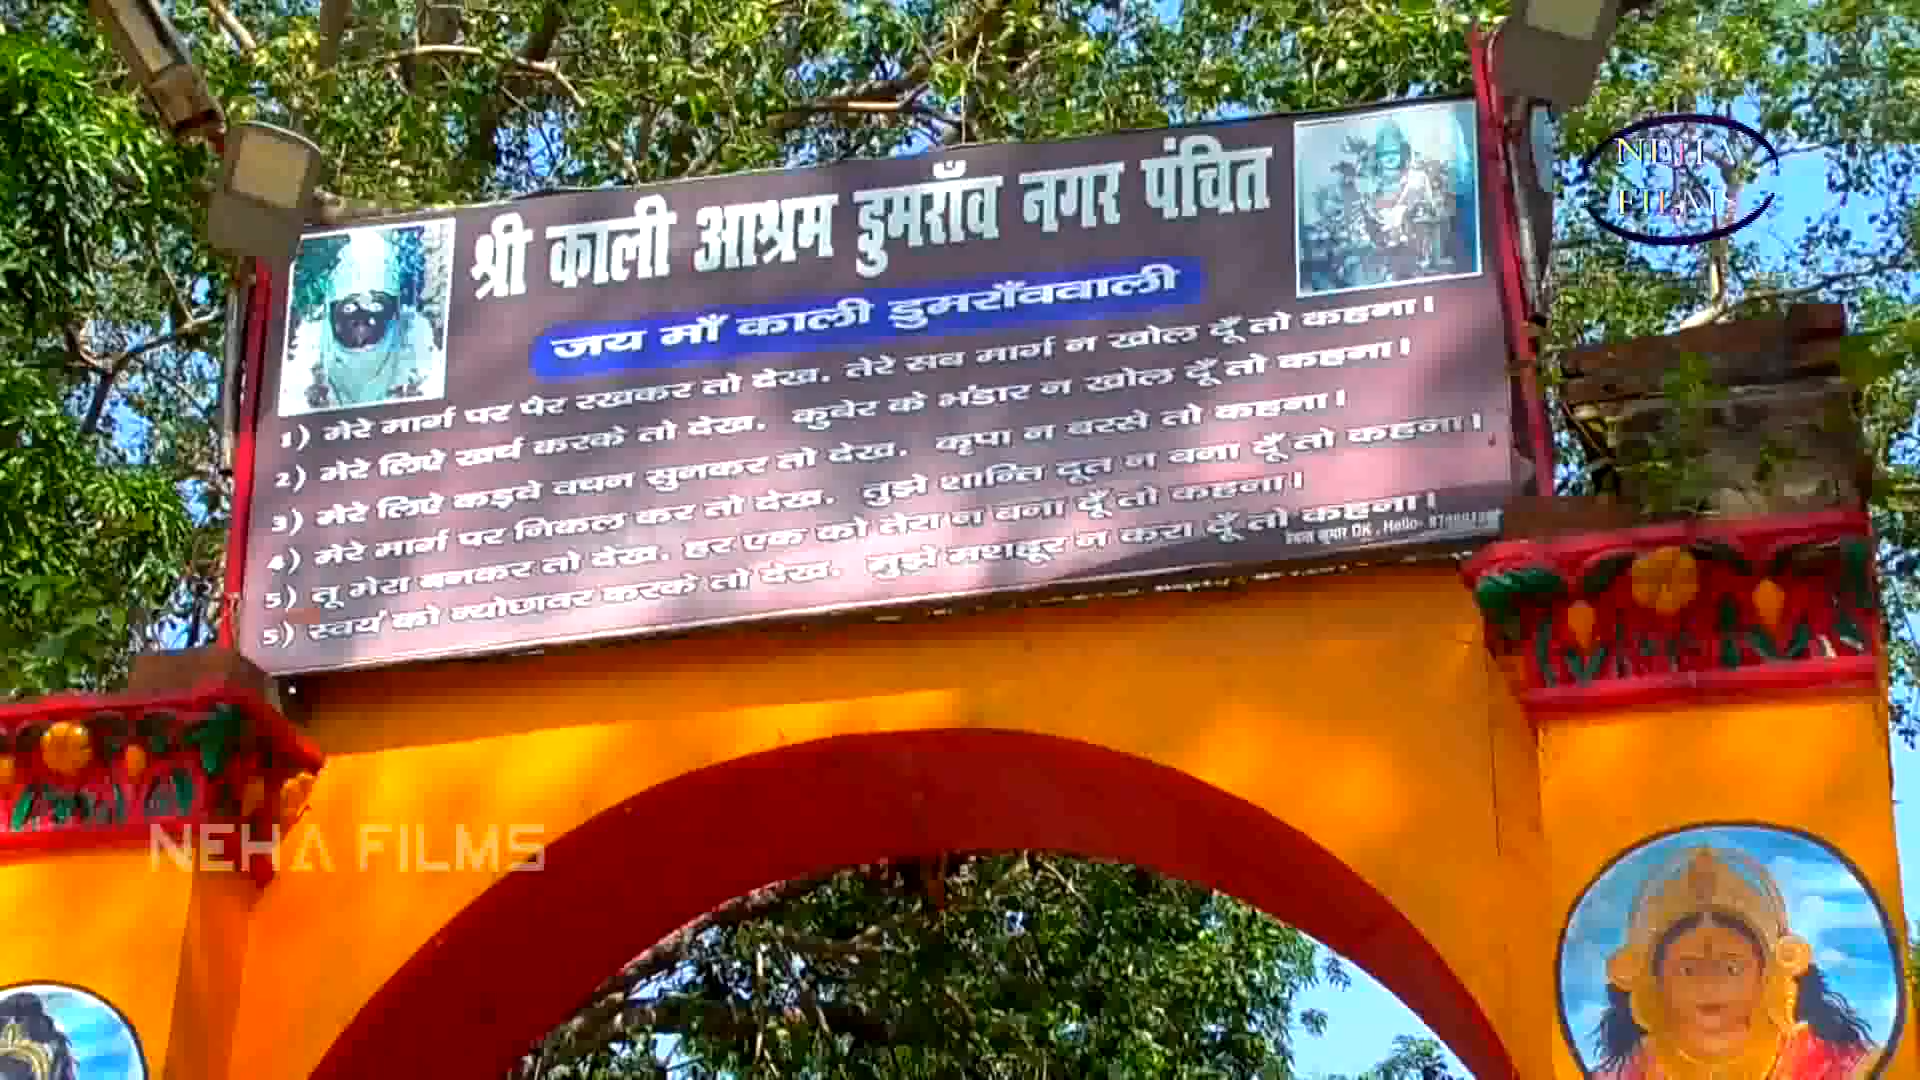 NEHA
FILMS
श्री काली आश्रम डुमराँव नगर पंचित
जय माँ काली डुमराँववाली
1) मेरे मार्ग पर पैर रखकर तो देख, तेरे सब मार्ग न खोल दूँ तो कहना।
2) मेरे लिऐ खर्च करके तो देख, कुबेर के भंडार न खोल दूँ तो कहना।
3) मेरे लिऐ कड़वे वचन सुनकर तो देख, कृपा न बरसे तो कहना।
4) मेरे मार्ग पर निकल कर तो देख, तुझे शान्ति दूत न बना दूँ तो कहना।
5) तू मेरा बनकर तो देख, हर एक को तेरा न बना दूँ तो कहना।
5) स्वयं को न्योछावर करके तो देख, तुझे मशहूर न करा दूँ तो कहना।
कुमार DK, Hello-
NEHA FILMS